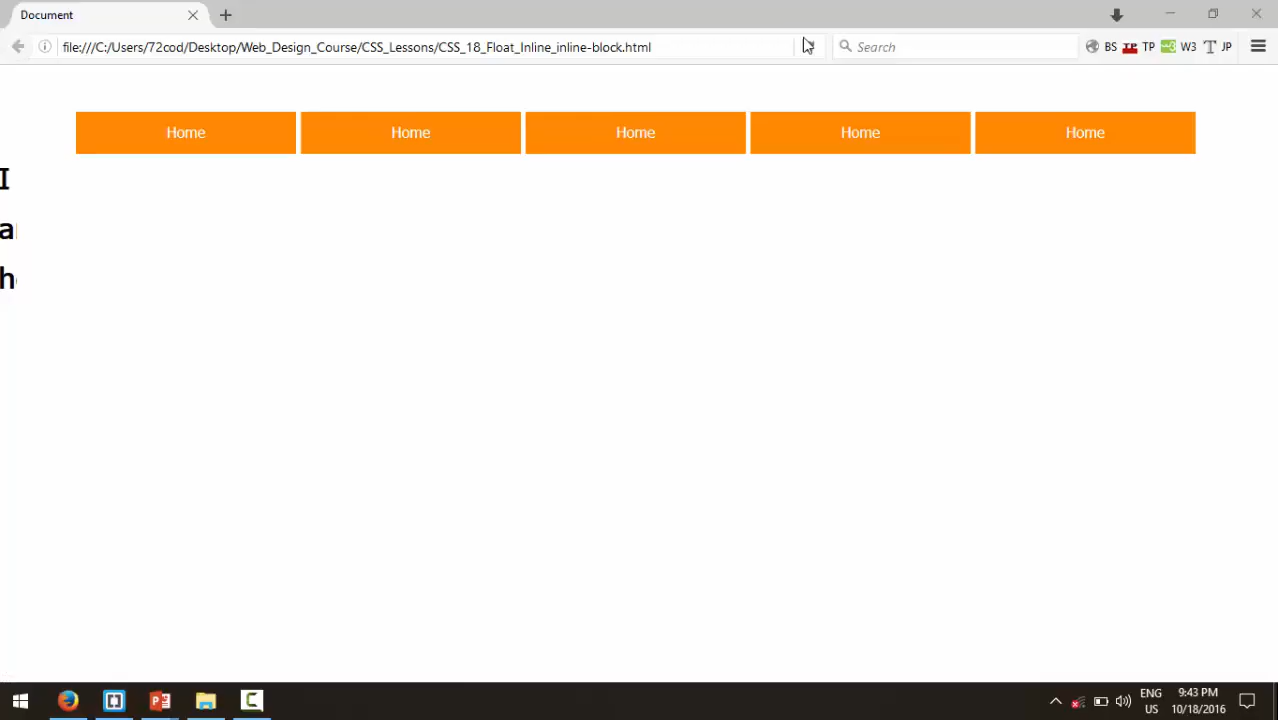 Document
file:///C:/Users/72cod/Desktop/Web_Design_Course/CSS_Lessons/CSS_18_Float_Inline_inline-block.html
Search
BS TP W3 JP
Home Home Home Home Home
I
ENG
US
9:43 PM
10/18/2016